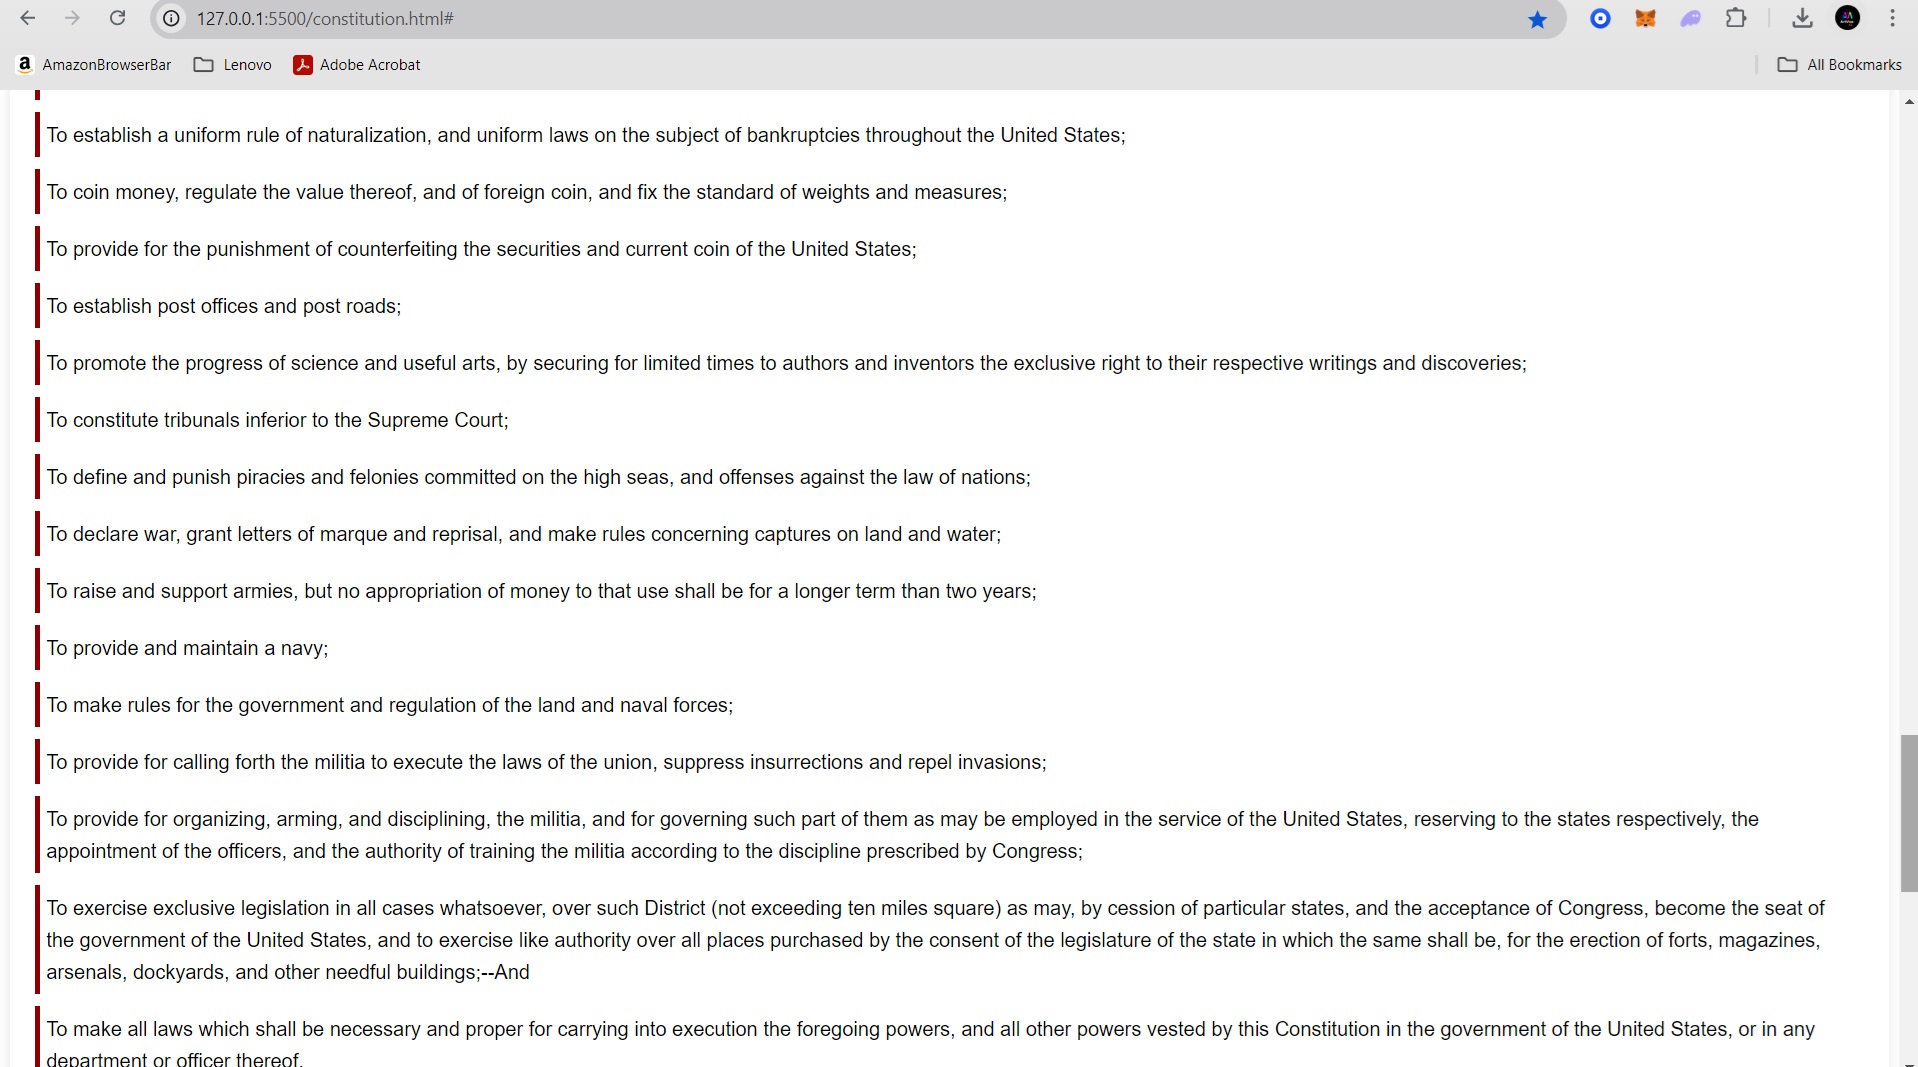 127.0.0.1:5500/constitution.html#
AmazonBrowserBar Lenovo Adobe Acrobat All Bookmarks
To establish a uniform rule of naturalization, and uniform laws on the subject of bankruptcies throughout the United States;
To coin money, regulate the value thereof, and of foreign coin, and fix the standard of weights and measures;
To provide for the punishment of counterfeiting the securities and current coin of the United States;
To establish post offices and post roads;
To promote the progress of science and useful arts, by securing for limited times to authors and inventors the exclusive right to their respective writings and discoveries;
To constitute tribunals inferior to the Supreme Court;
To define and punish piracies and felonies committed on the high seas, and offenses against the law of nations;
To declare war, grant letters of marque and reprisal, and make rules concerning captures on land and water;
To raise and support armies, but no appropriation of money to that use shall be for a longer term than two years;
To provide and maintain a navy;
To make rules for the government and regulation of the land and naval forces;
To provide for calling forth the militia to execute the laws of the union, suppress insurrections and repel invasions;
To provide for organizing, arming, and disciplining, the militia, and for governing such part of them as may be employed in the service of the United States, reserving to the states respectively, the
appointment of the officers, and the authority of training the militia according to the discipline prescribed by Congress;
To exercise exclusive legislation in all cases whatsoever, over such District (not exceeding ten miles square) as may, by cession of particular states, and the acceptance of Congress, become the seat of
the government of the United States, and to exercise like authority over all places purchased by the consent of the legislature of the state in which the same shall be, for the erection of forts, magazines,
arsenals, dockyards, and other needful buildings;--And
To make all laws which shall be necessary and proper for carrying into execution the foregoing powers, and all other powers vested by this Constitution in the government of the United States, or in any
department or officer thereof.